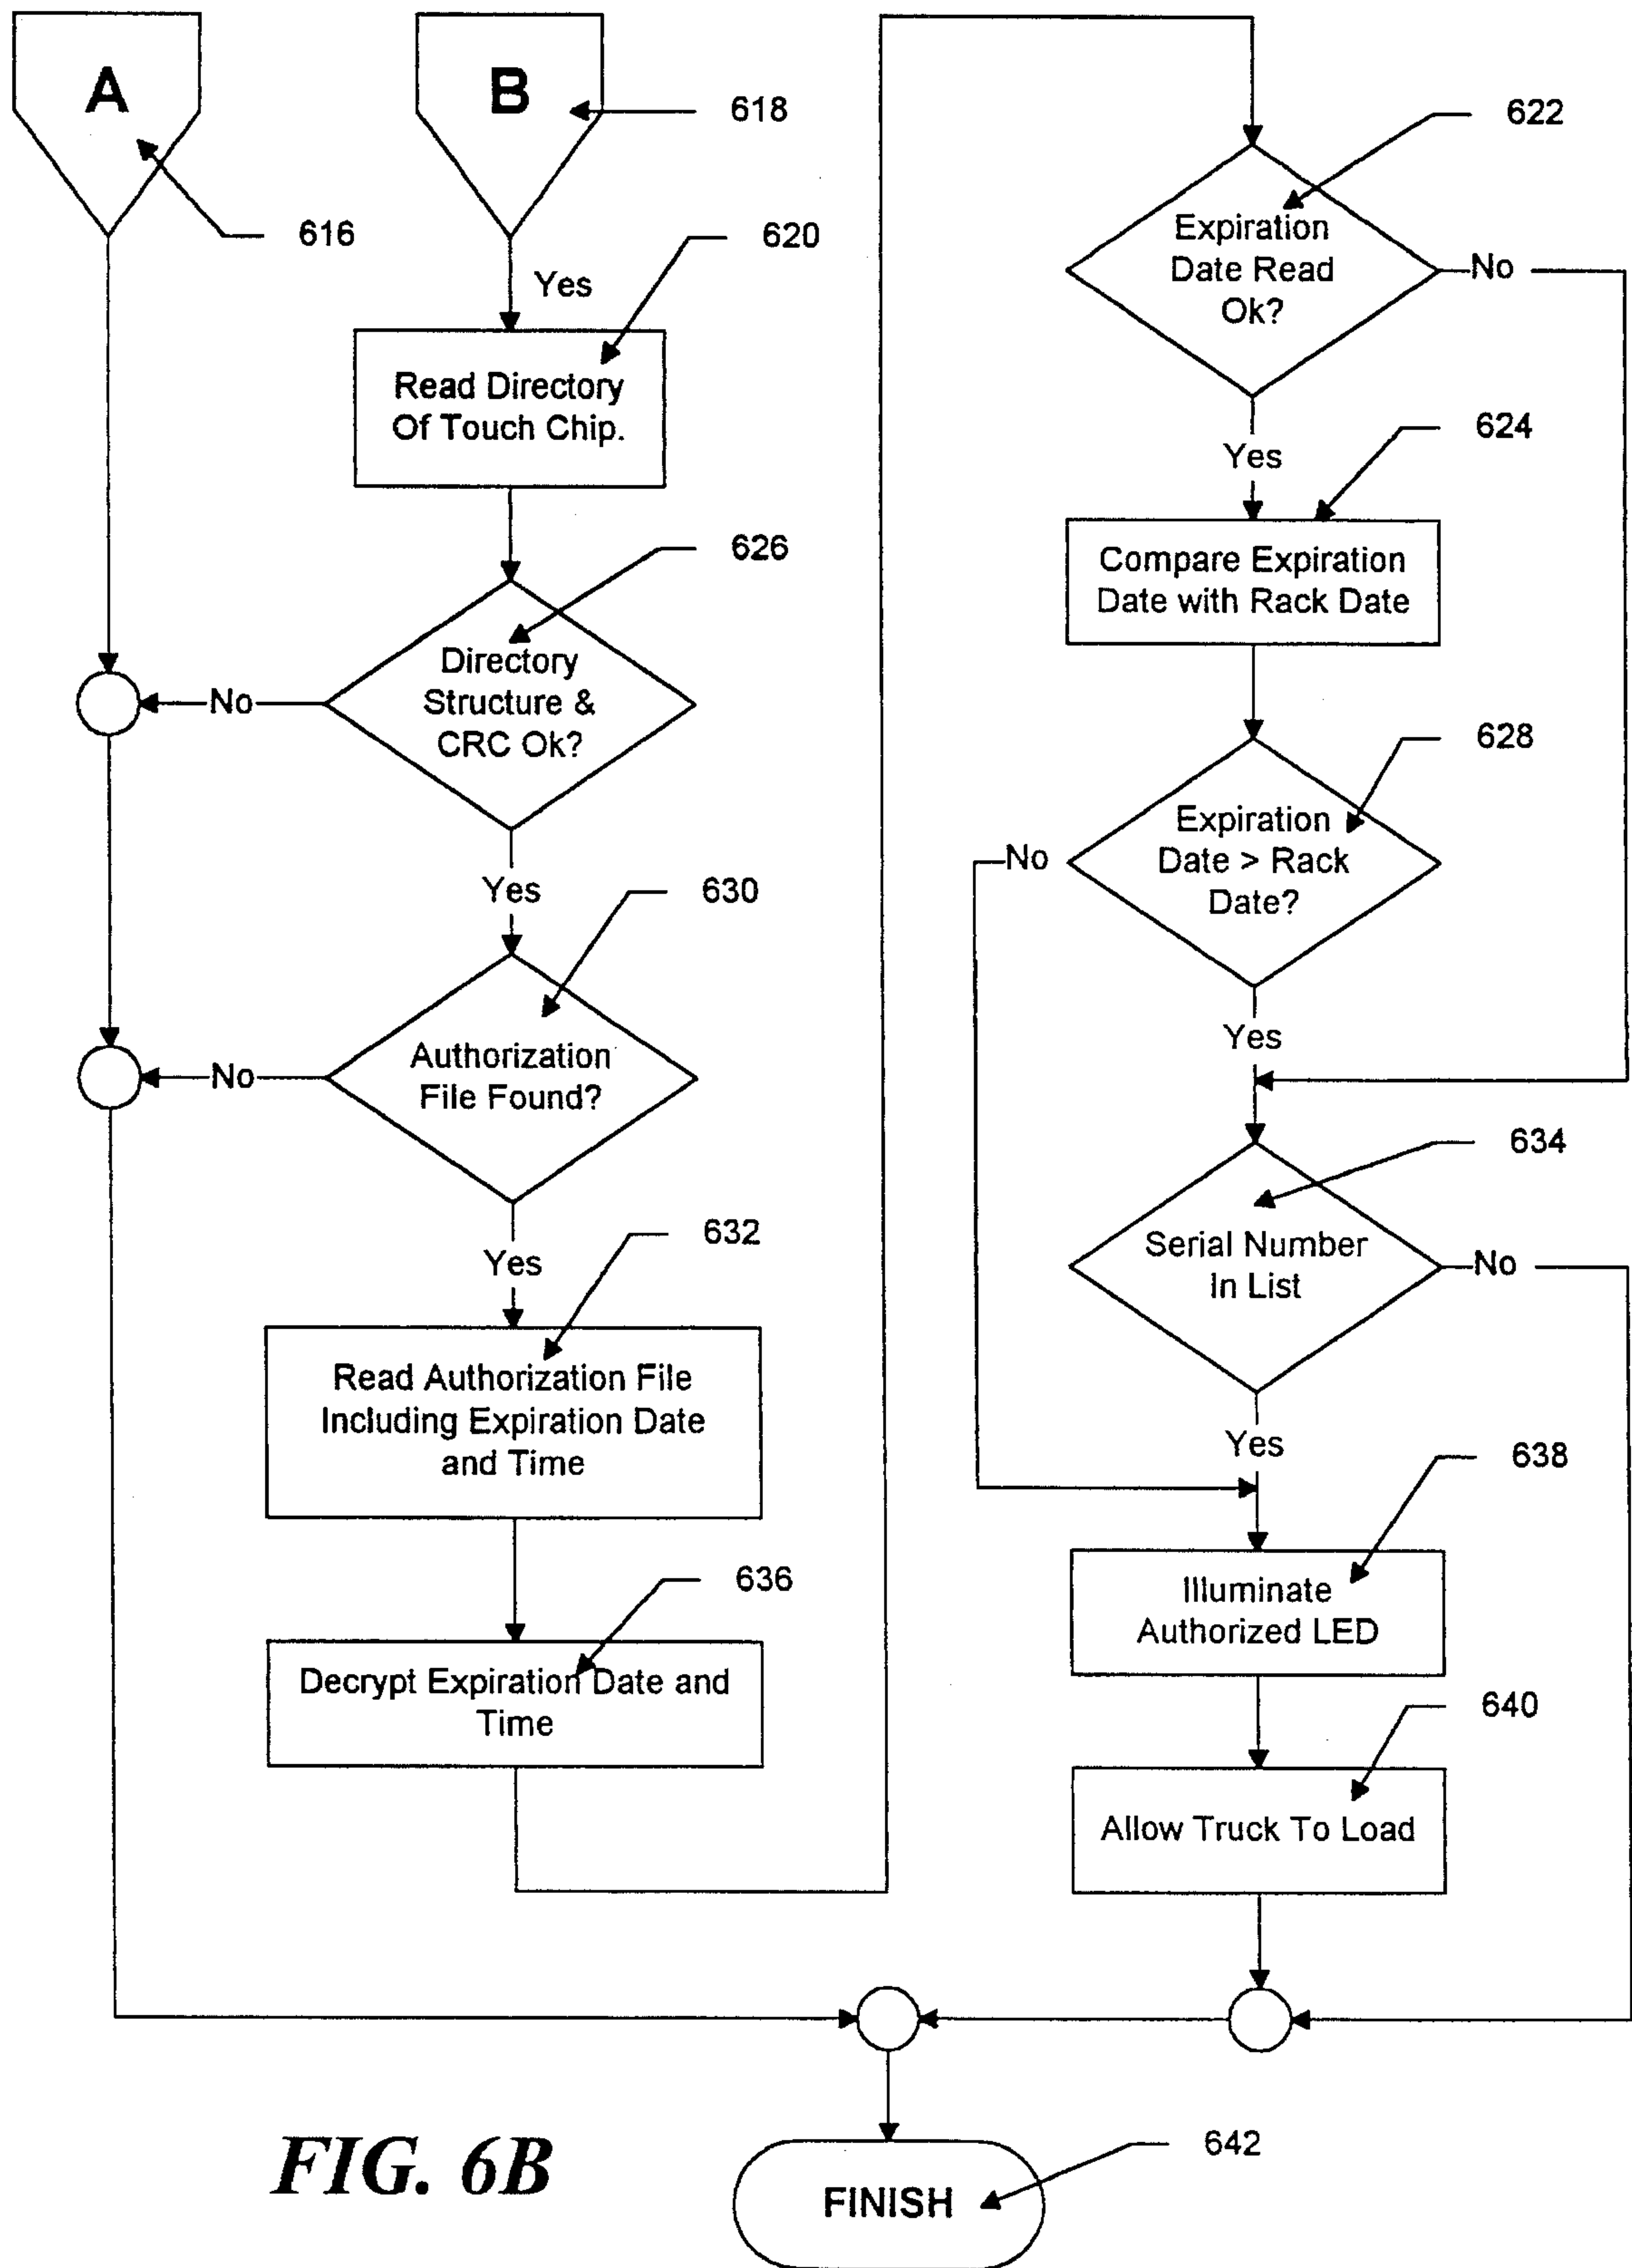 A
616
B
618
Yes
620
Read Directory
Of Touch Chip.
626
Directory
Structure &
CRC Ok?
No
Yes
630
Authorization
File Found?
No
Yes
632
Read Authorization File
Including Expiration Date
and Time
636
Decrypt Expiration Date and
Time
622
Expiration
Date Read
Ok?
No
Yes
624
Compare Expiration
Date with Rack Date
628
Expiration
Date > Rack
Date?
No
Yes
634
Serial Number
In List
No
Yes
638
Illuminate
Authorized LED
640
Allow Truck To Load
642
FINISH
FIG. 6B